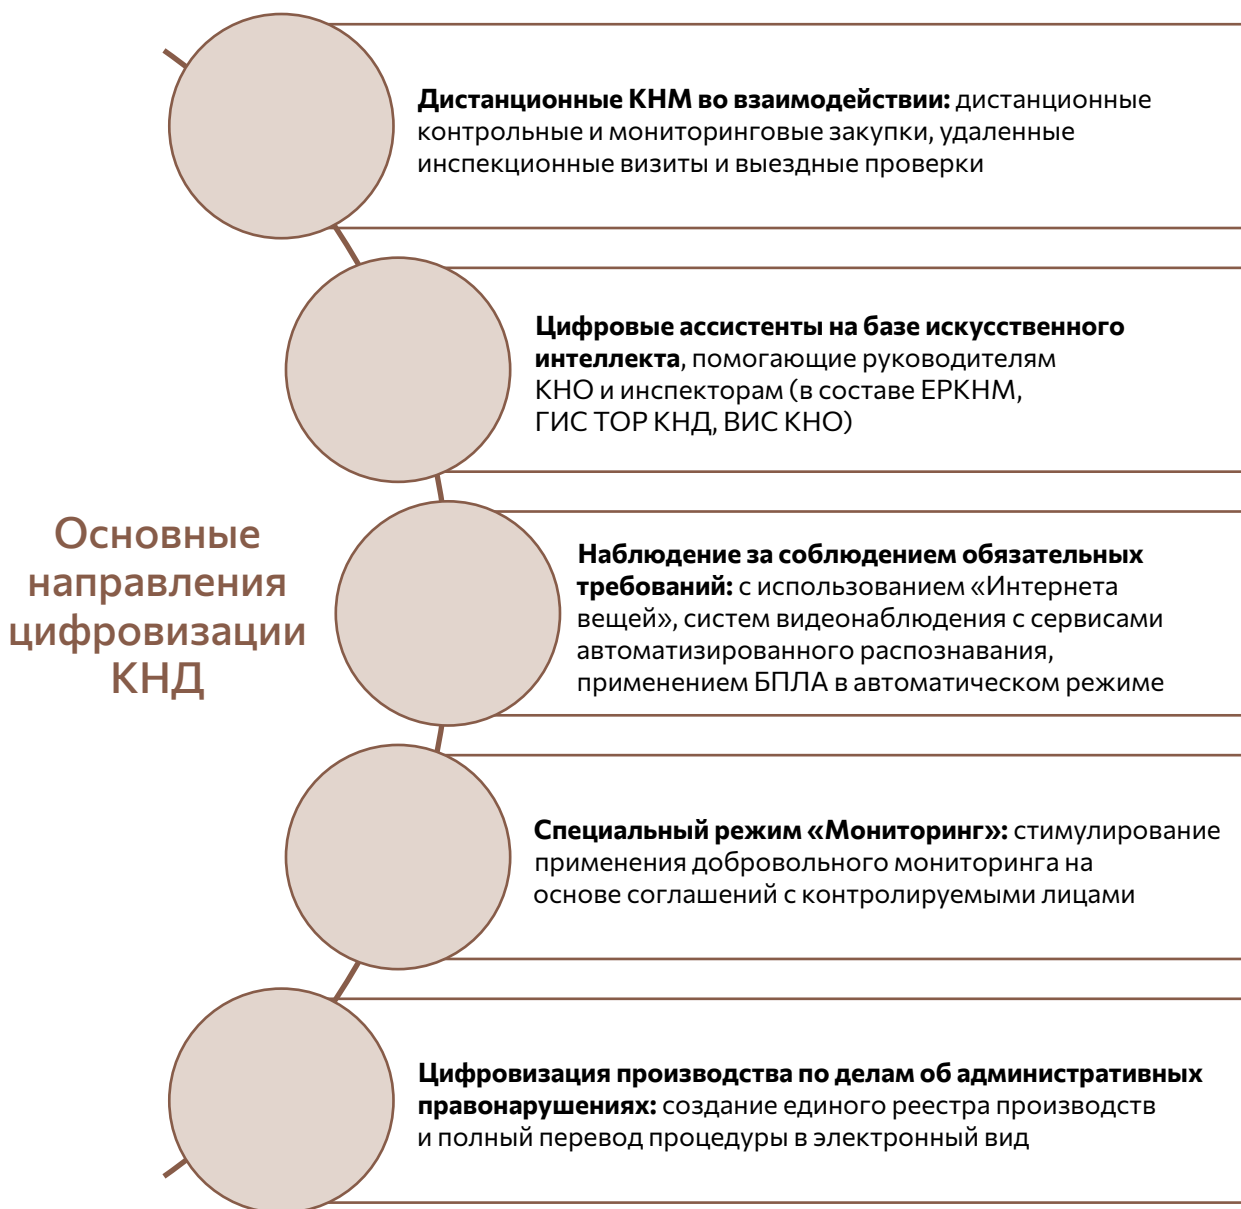 Основные
направления
цифровизации
КНД
Дистанционные КНМ во взаимодействии: дистанционные
контрольные и мониторинговые закупки, удаленные
инспекционные визиты и выездные проверки
Цифровые ассистенты на базе искусственного
интеллекта, помогающие руководителям
КНО и инспекторам (в составе ЕРКНМ,
ГИС ТОР КНД, ВИС КНО)
Наблюдение за соблюдением обязательных
требований: с использованием «Интернета
вещей», систем видеонаблюдения с сервисами
автоматизированного распознавания,
применением БПЛА в автоматическом режиме
Специальный режим «Мониторинг»: стимулирование
применения добровольного мониторинга на
основе соглашений с контролируемыми лицами
Цифровизация производства по делам об административных
правонарушениях: создание единого реестра производств
и полный перевод процедуры в электронный вид